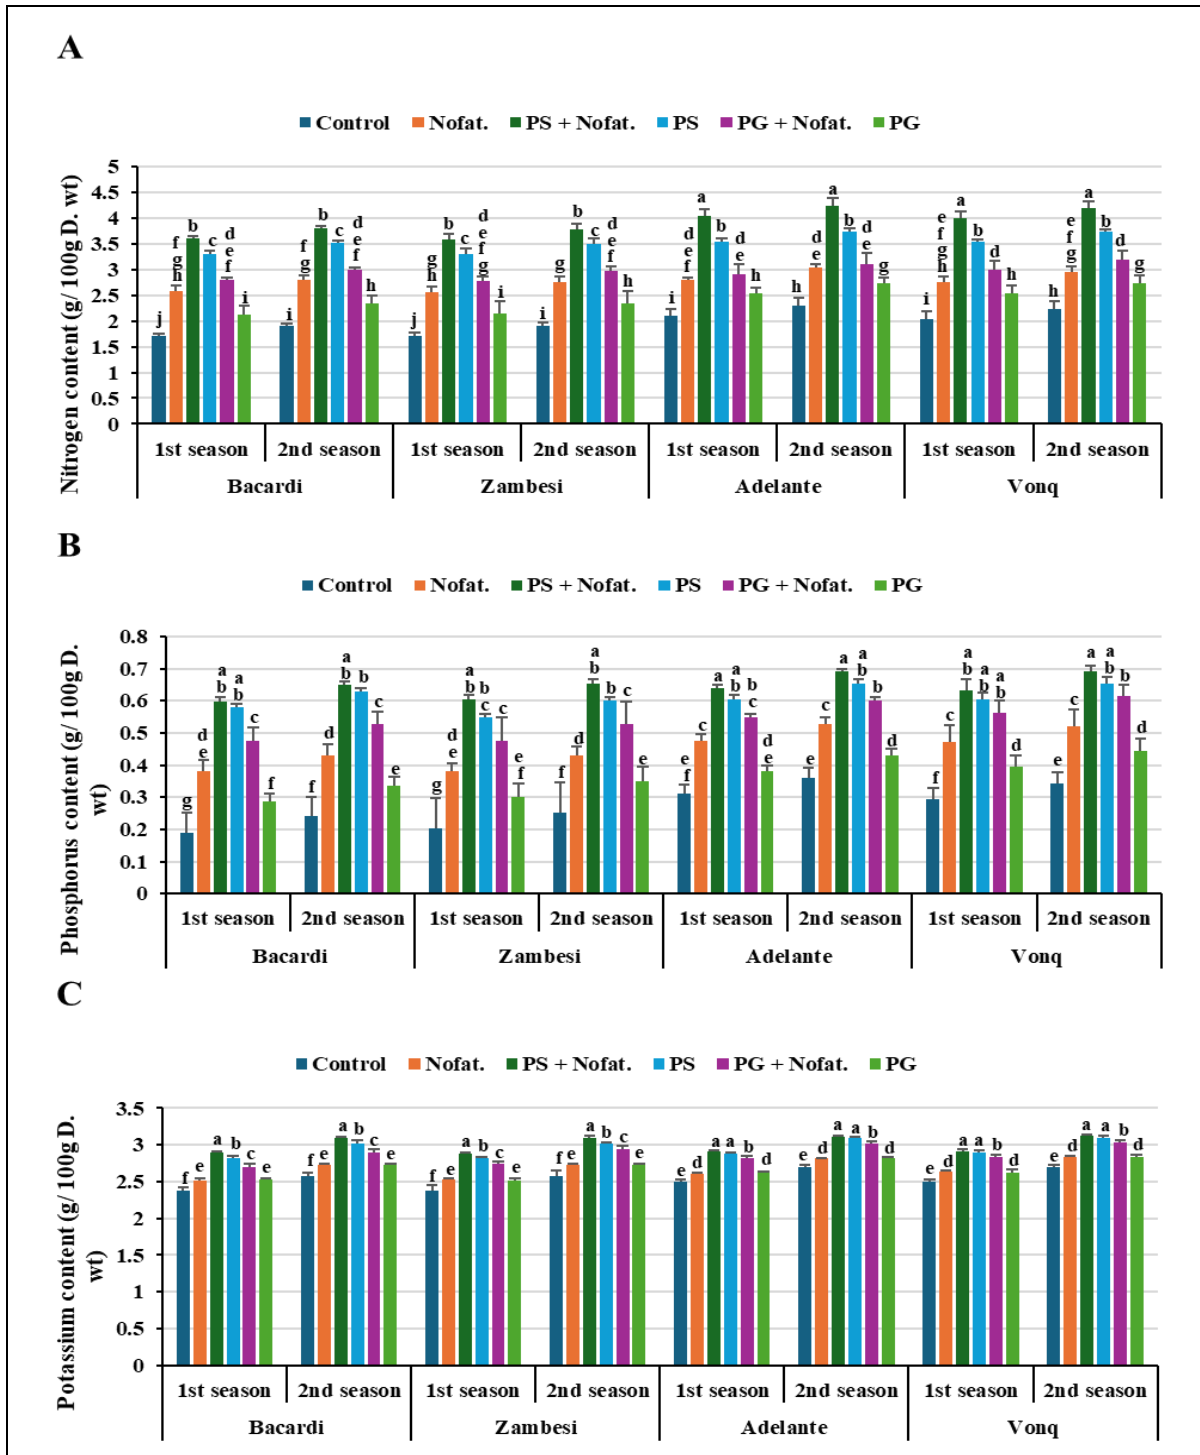 A
Control Nofat. PS + Nofat. PS PG + Nofat. PG
Nitrogen content (g/ 100g D. wt)
5
4.5
4
3.5
3
2.5
2
1.5
1
0.5
0
j f g h b c d e f i
i f g b c d e f h
j g h b c d e f g i
i g b c d e f h
i d e f a b d e h
h d e a b d e g
i e f g h a b d h
h e f g a b d g
1st season 2nd season 1st season 2nd season 1st season 2nd season 1st season 2nd season
Bacardi Zambesi Adelante Vonq
B
Control Nofat. PS + Nofat. PS PG + Nofat. PG
Phosphorus content (g/ 100g D.
wt)
0.8
0.7
0.6
0.5
0.4
0.3
0.2
0.1
0
g d e a b a b c f
f d a b b c e
g d e a b b c c e f
f d a b b c e
e f c a a b b c d e
e c a a b b d
f c a b a b a b d
e c a a b b d
1st season 2nd season 1st season 2nd season 1st season 2nd season 1st season 2nd season
Bacardi Zambesi Adelante Vonq
C
Control Nofat. PS + Nofat. PS PG + Nofat. PG
Potassium content (g/ 100g D.
wt)
3.5
3
2.5
2
1.5
1
0.5
0
f e a b c e
f e a b c e
f e a b c e
f e a b c e
e d a a b d
e d a a b d
e d a a b d
e d a a b d
1st season 2nd season 1st season 2nd season 1st season 2nd season 1st season 2nd season
Bacardi Zambesi Adelante Vonq